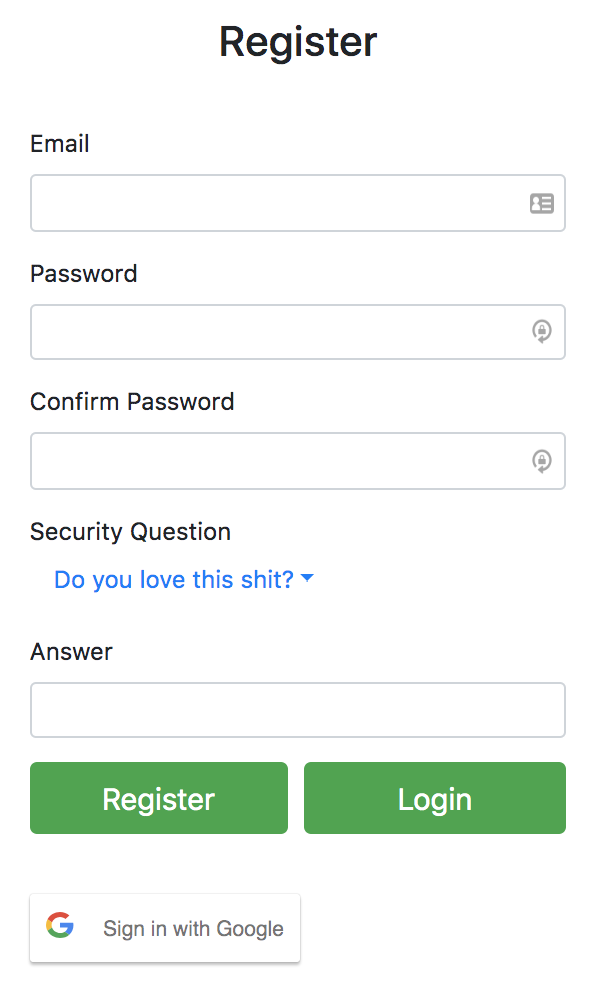 Register
Email
Password
Confirm Password
Security Question
Do you love this shit?
Answer
Register Login
Sign in with Google